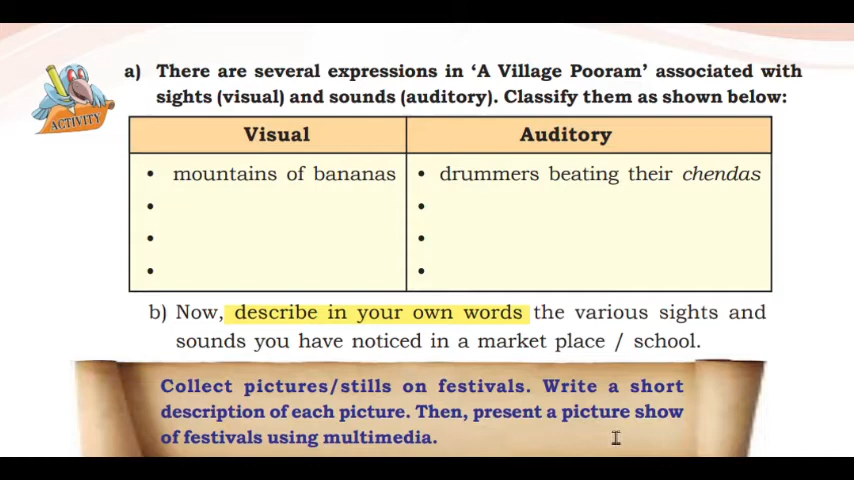 a) There are several expressions in ‘A Village Pooram’ associated with
sights (visual) and sounds (auditory). Classify them as shown below:
ACTIVITY
Visual Auditory
• mountains of bananas • drummers beating their chendas
• •
• •
• •
b) Now, describe in your own words the various sights and
sounds you have noticed in a market place / school.
Collect pictures/stills on festivals. Write a short
description of each picture. Then, present a picture show
of festivals using multimedia.